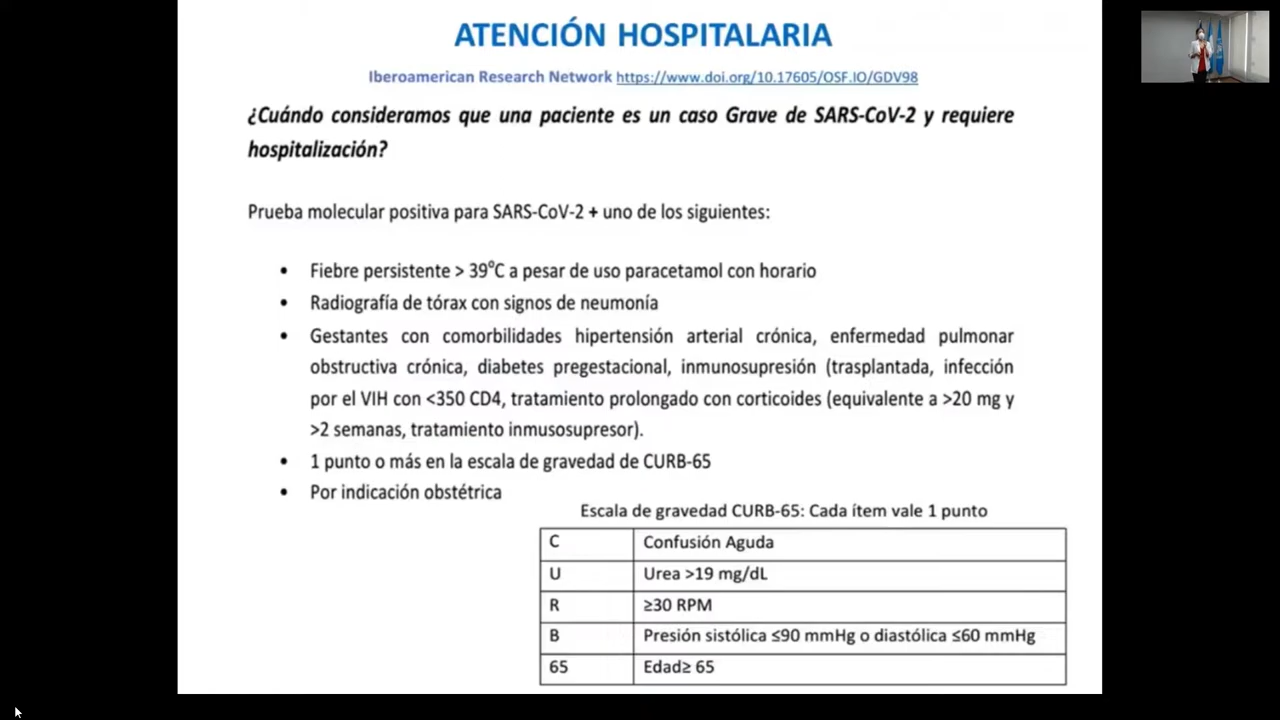 ATENCIÓN HOSPITALARIA
Iberoamerican Research Network https://www.doi.org/10.17605/OSF.IO/GDV98
¿Cuándo consideramos que una paciente es un caso Grave de SARS-CoV-2 y requiere
hospitalización?
Prueba molecular positiva para SARS-CoV-2 + uno de los siguientes:
• Fiebre persistente > 39°C a pesar de uso paracetamol con horario
• Radiografía de tórax con signos de neumonía
• Gestantes con comorbilidades hipertensión arterial crónica, enfermedad pulmonar
obstructiva crónica, diabetes pregestacional, inmunosupresión (trasplantada, infección
por el VIH con <350 CD4, tratamiento prolongado con corticoides (equivalente a >20 mg y
>2 semanas, tratamiento inmusosupresor).
• 1 punto o más en la escala de gravedad de CURB-65
• Por indicación obstétrica
Escala de gravedad CURB-65: Cada ítem vale 1 punto
C Confusión Aguda
U Urea >19 mg/dL
R ≥30 RPM
B Presión sistólica ≤90 mmHg o diastólica ≤60 mmHg
65 Edad≥ 65